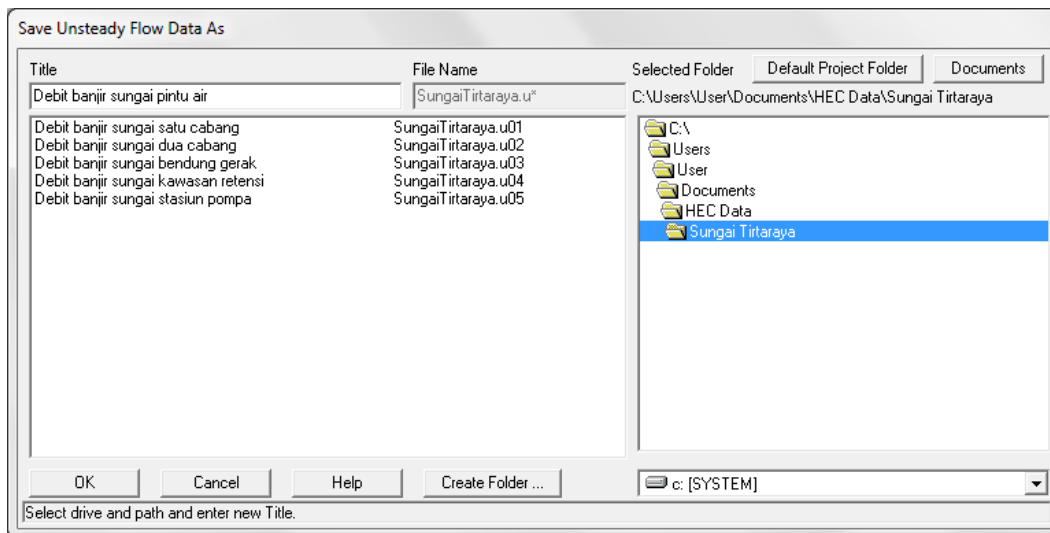 Save Unsteady Flow Data As
Title File Name Selected Folder Default Project Folder Documents
Debit banjir sungai pintu air SungaiTirtaraya.u* C:\Users\User\Documents\HEC Data\Sungai Tirtaraya
Debit banjir sungai satu cabang SungaiTirtaraya.u01
Debit banjir sungai dua cabang SungaiTirtaraya.u02
Debit banjir sungai bendung gerak SungaiTirtaraya.u03
Debit banjir sungai kawasan retensi SungaiTirtaraya.u04
Debit banjir sungai stasiun pompa SungaiTirtaraya.u05
C:\
Users
User
Documents
HEC Data
Sungai Tirtaraya
OK Cancel Help Create Folder ... c: [SYSTEM]
Select drive and path and enter new Title.